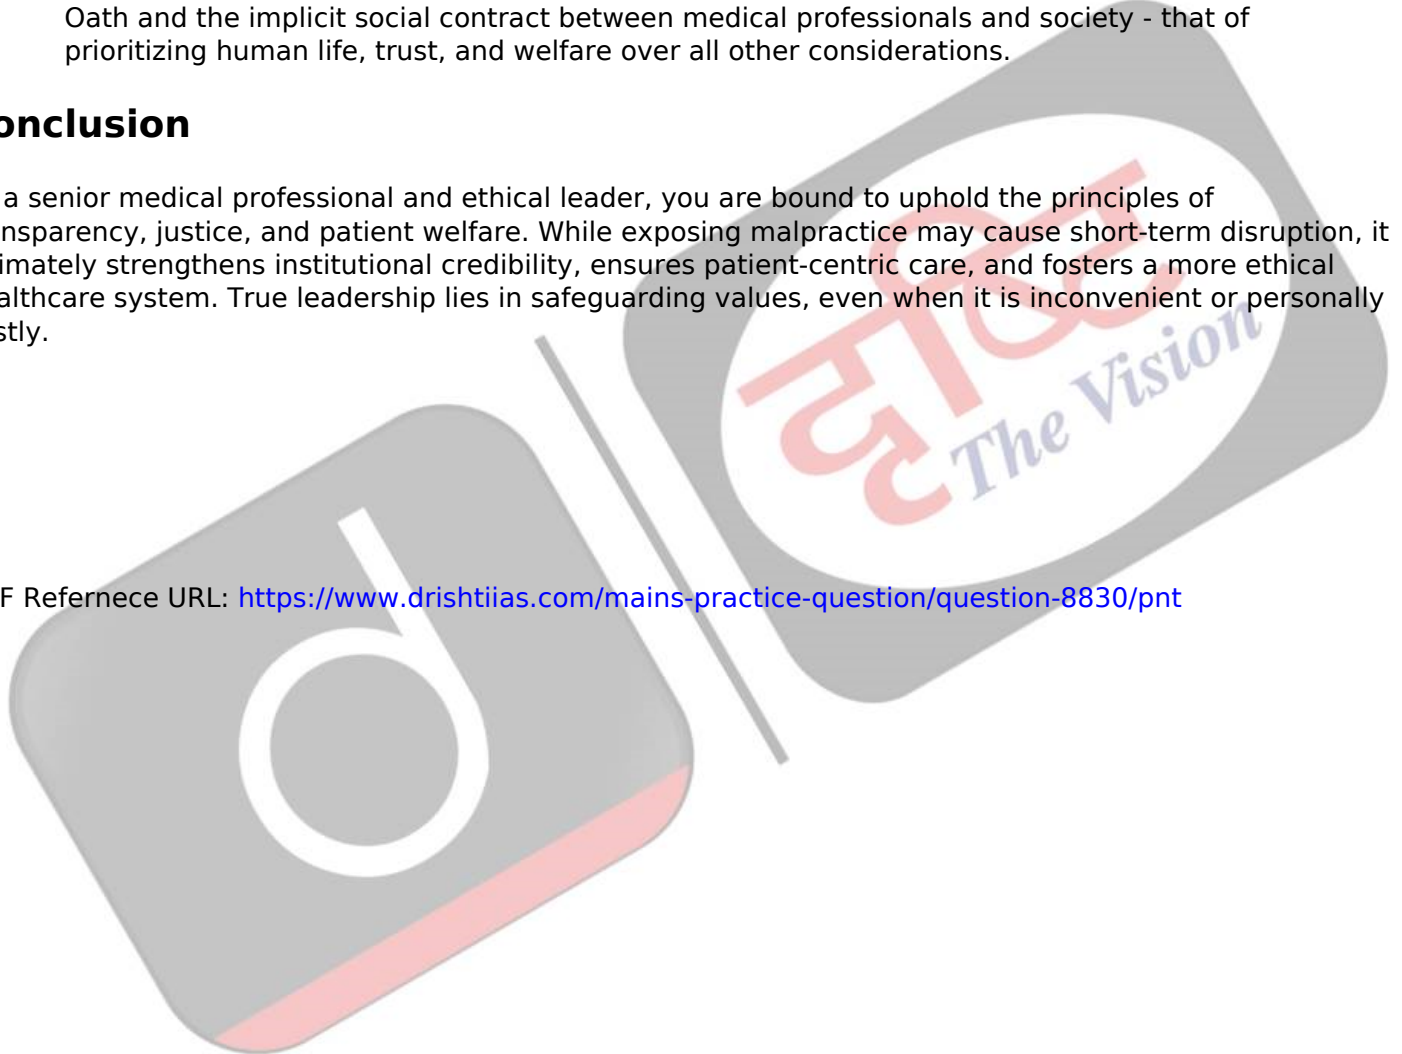 Oath and the implicit social contract between medical professionals and society - that of
prioritizing human life, trust, and welfare over all other considerations.
onclusion
a senior medical professional and ethical leader, you are bound to uphold the principles of
nsparency, justice, and patient welfare. While exposing malpractice may cause short-term disruption, it
imately strengthens institutional credibility, ensures patient-centric care, and fosters a more ethical
althcare system. True leadership lies in safeguarding values, even when it is inconvenient or personally
stly.
दृष्टि
The Vision
d
F Refernece URL: https://www.drishtiias.com/mains-practice-question/question-8830/pnt